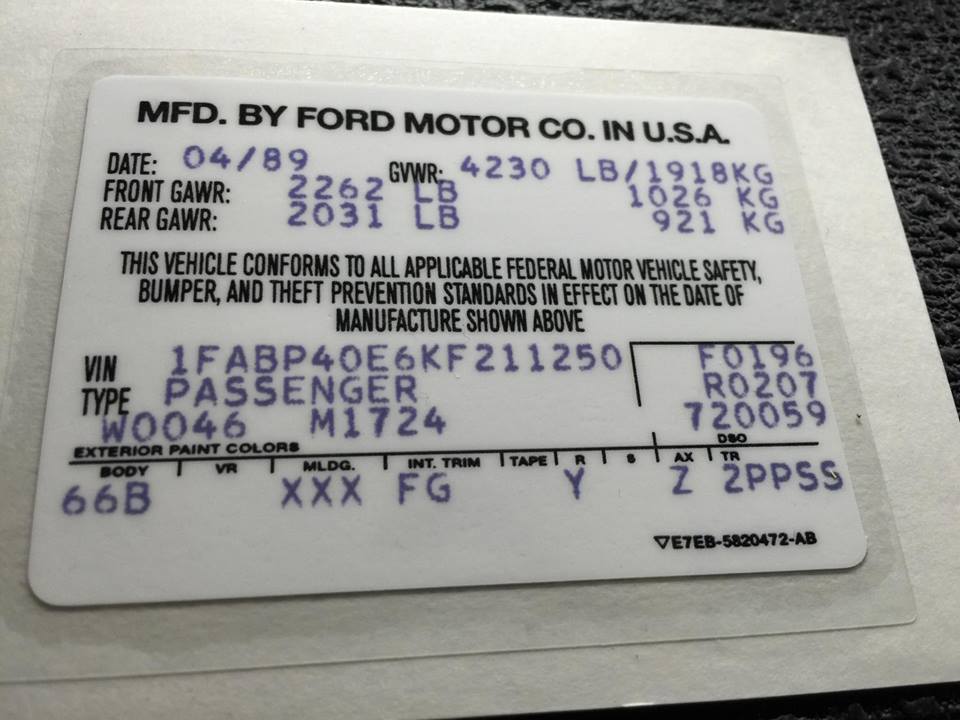 MFD. BY FORD MOTOR CO. IN U.S.A.
DATE: 04/89 GVWR: 4230 LB/1918KG
FRONT GAWR: 2262 LB 1026 KG
REAR GAWR: 2031 LB 921 KG
THIS VEHICLE CONFORMS TO ALL APPLICABLE FEDERAL MOTOR VEHICLE SAFETY,
BUMPER, AND THEFT PREVENTION STANDARDS IN EFFECT ON THE DATE OF
MANUFACTURE SHOWN ABOVE
VIN 1FABP40E6KF211250 F0196
TYPE PASSENGER R0207
W0046 M1724 720059
EXTERIOR PAINT COLORS DSO
BODY VR MLDG. INT. TRIM TAPE R S AX TR
66B XXX FG Y Z 2PPSS
▽E7EB-5820472-AB